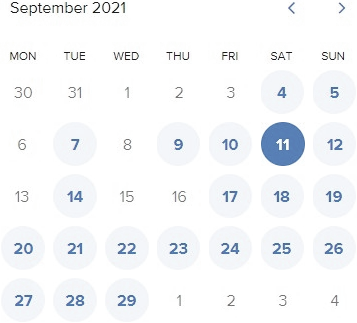 September 2021
MON TUE WED THU FRI SAT SUN
30 31 1 2 3 4 5
6 7 8 9 10 11 12
13 14 15 16 17 18 19
20 21 22 23 24 25 26
27 28 29 1 2 3 4